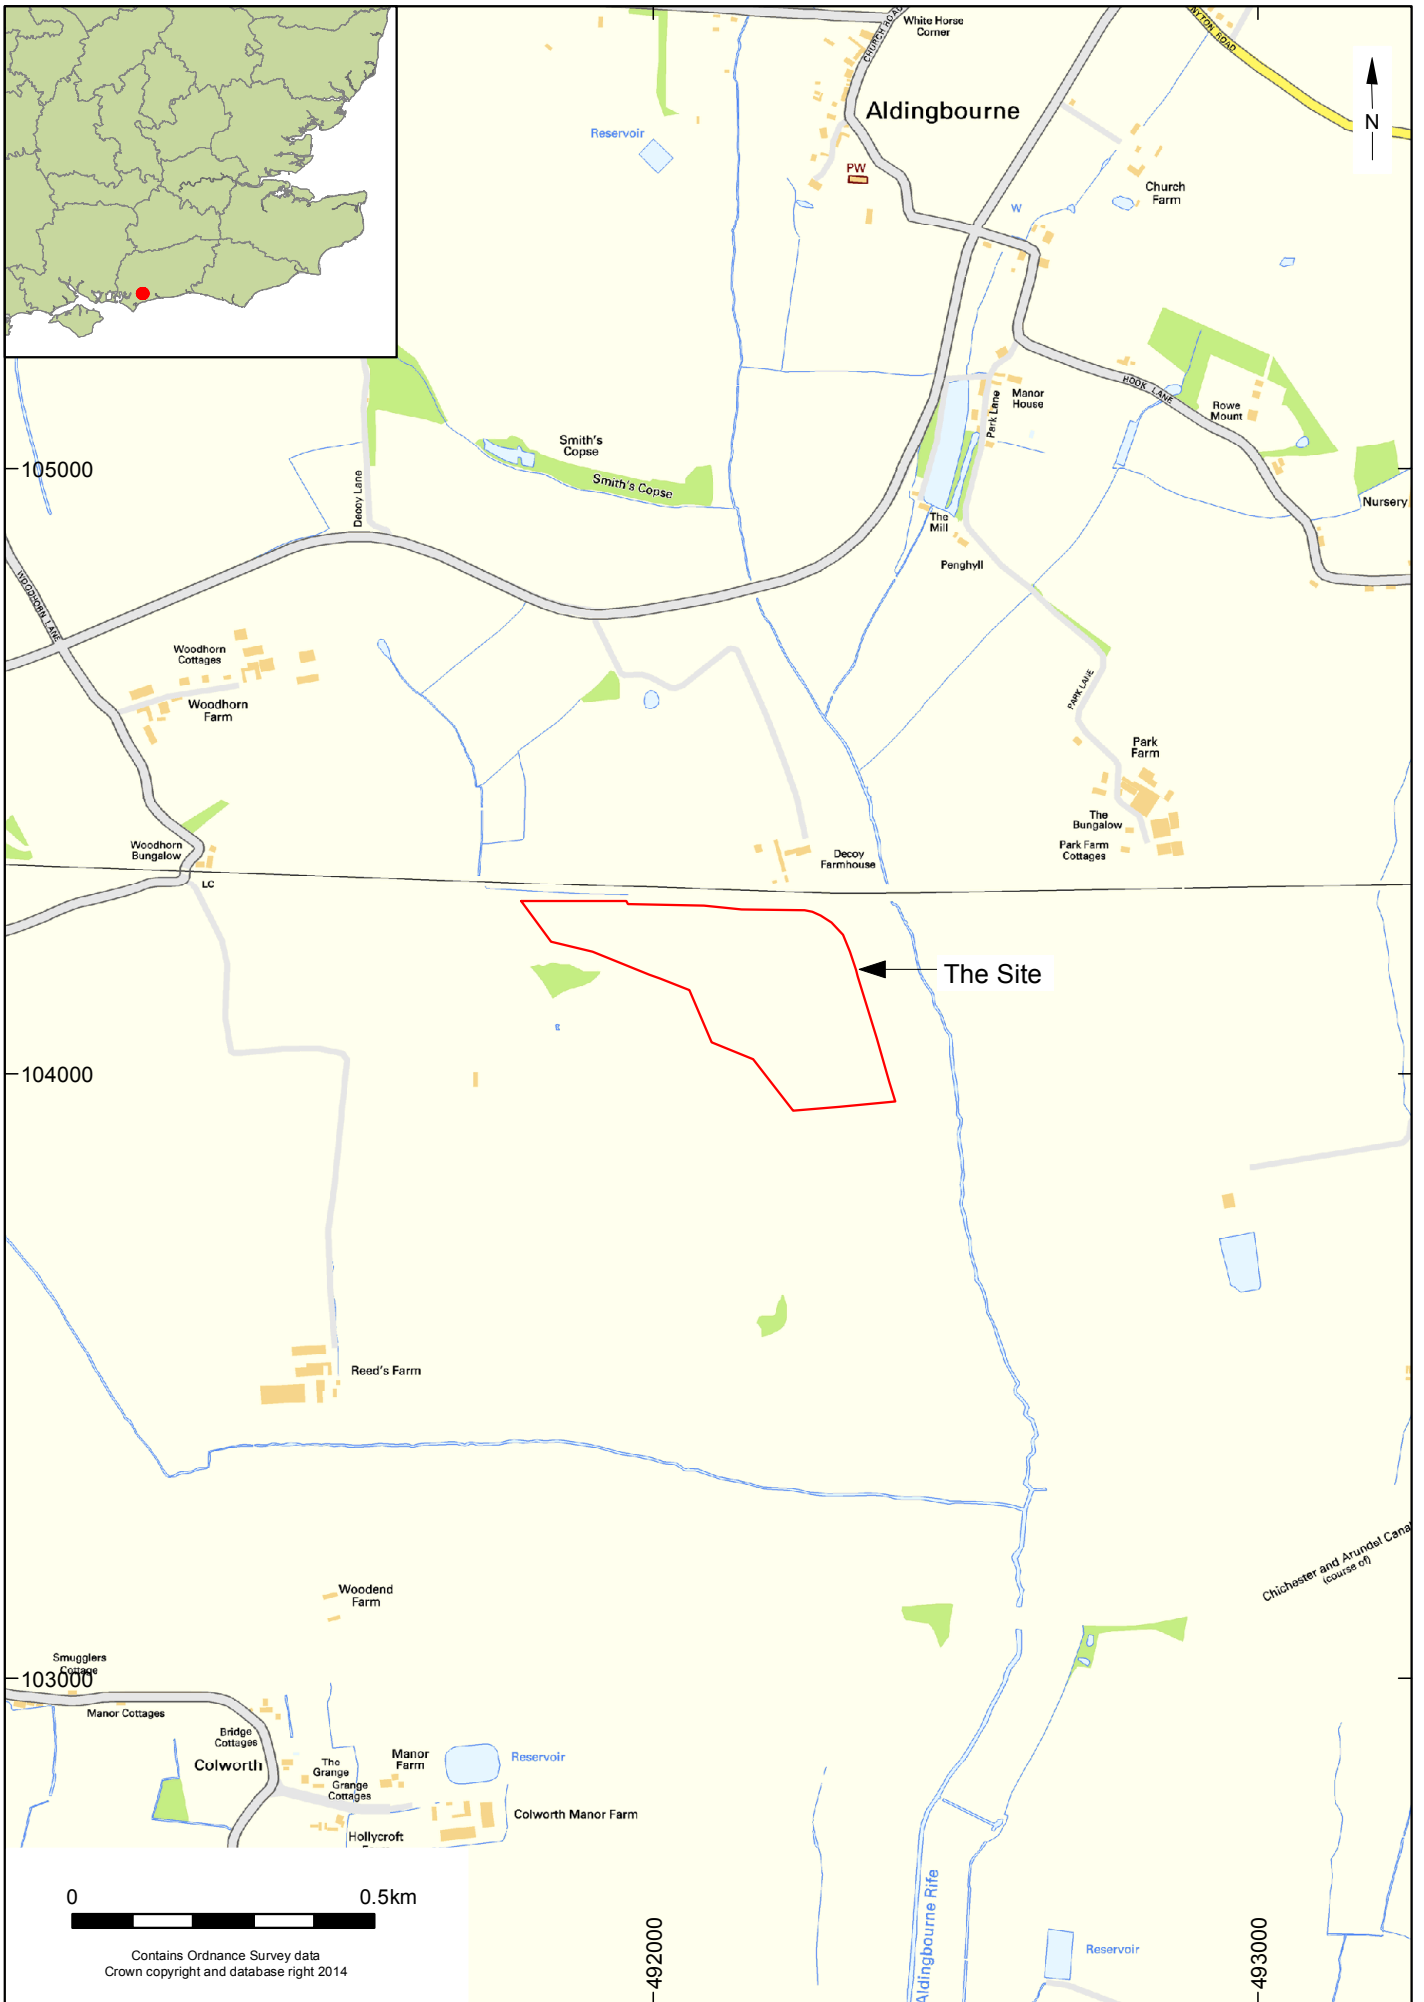 White Horse
Corner
CHURCH ROAD
NYTON ROAD
N
Aldingbourne
Reservoir
PW
Church
Farm
W
HOOK LANE
Manor
House
Park Lane
Rowe
Mount
Smith's
Copse
Smith's Copse
105000
Decoy Lane
Nursery
The
Mill
Penghyll
WOODHORN LANE
Woodhorn
Cottages
Woodhorn
Farm
PARK LANE
Park
Farm
The
Bungalow
Park Farm
Cottages
Woodhorn
Bungalow
LC
Decoy
Farmhouse
The Site
104000
Reed's Farm
Chichester and Arundel Canal
(course of)
Woodend
Farm
Smugglers
Cottage
103000
Manor Cottages
Bridge
Cottages
Colworth
The
Grange
Grange
Cottages
Manor
Farm
Reservoir
Colworth Manor Farm
Hollycroft
0 0.5km
Contains Ordnance Survey data
Crown copyright and database right 2014
492000
Aldingbourne Rife
Reservoir
493000